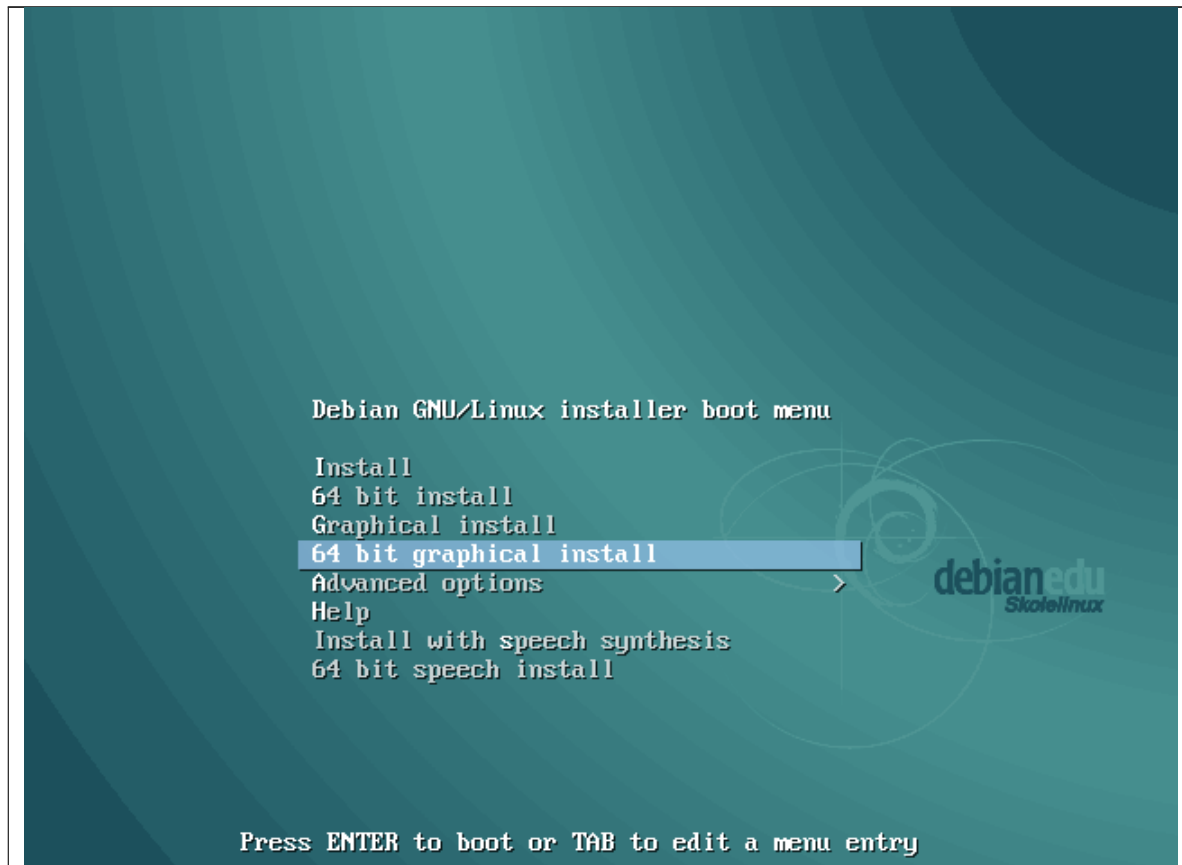 Debian GNU/Linux installer boot menu
Install
64 bit install
Graphical install
64 bit graphical install
Advanced options >
Help
Install with speech synthesis
64 bit speech install
debianedu
Skolelinux
Press ENTER to boot or TAB to edit a menu entry